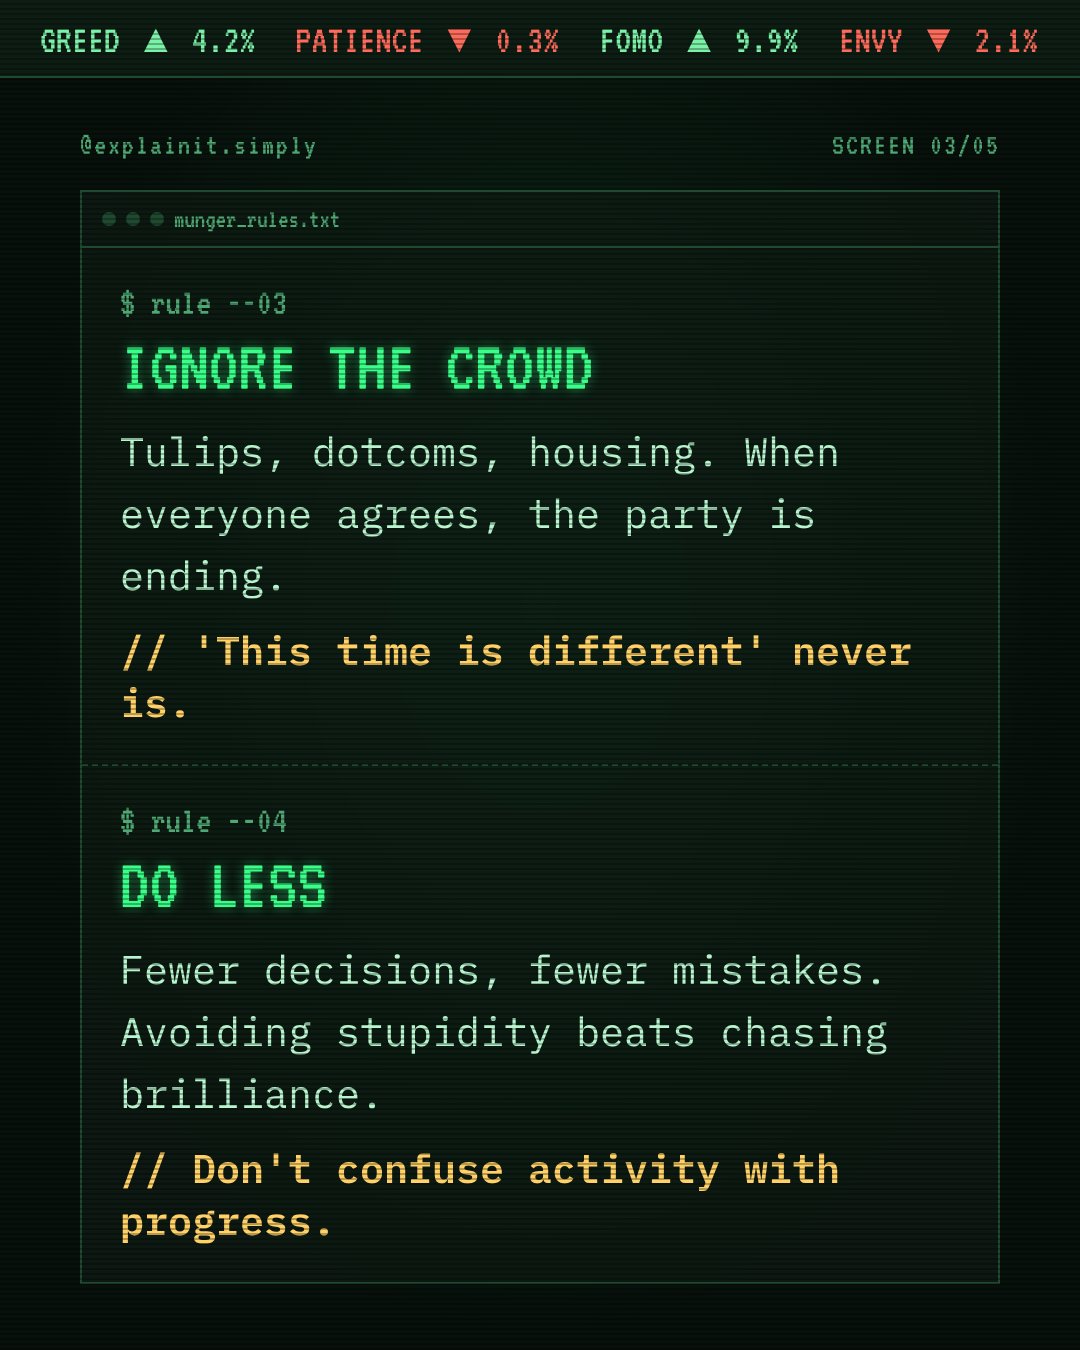 GREED ▲ 4.2% PATIENCE ▼ 0.3% FOMO ▲ 9.9% ENVY ▼ 2.1%
@explainit.simply SCREEN 03/05
munger_rules.txt
$ rule --03
IGNORE THE CROWD
Tulips, dotcoms, housing. When
everyone agrees, the party is
ending.
// 'This time is different' never
is.
$ rule --04
DO LESS
Fewer decisions, fewer mistakes.
Avoiding stupidity beats chasing
brilliance.
// Don't confuse activity with
progress.